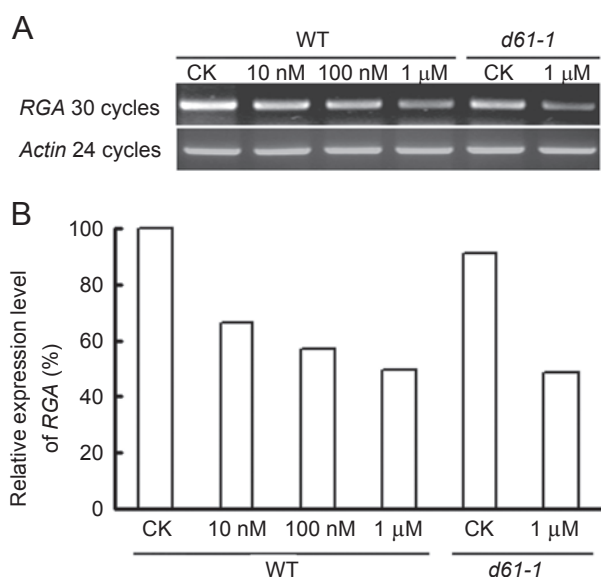 A
WT d61-1
CK 10 nM 100 nM 1 μM CK 1 μM
RGA 30 cycles
Actin 24 cycles
B
Relative expression level
of RGA (%)
100
80
60
40
20
0
CK 10 nM 100 nM 1 μM CK 1 μM
WT d61-1